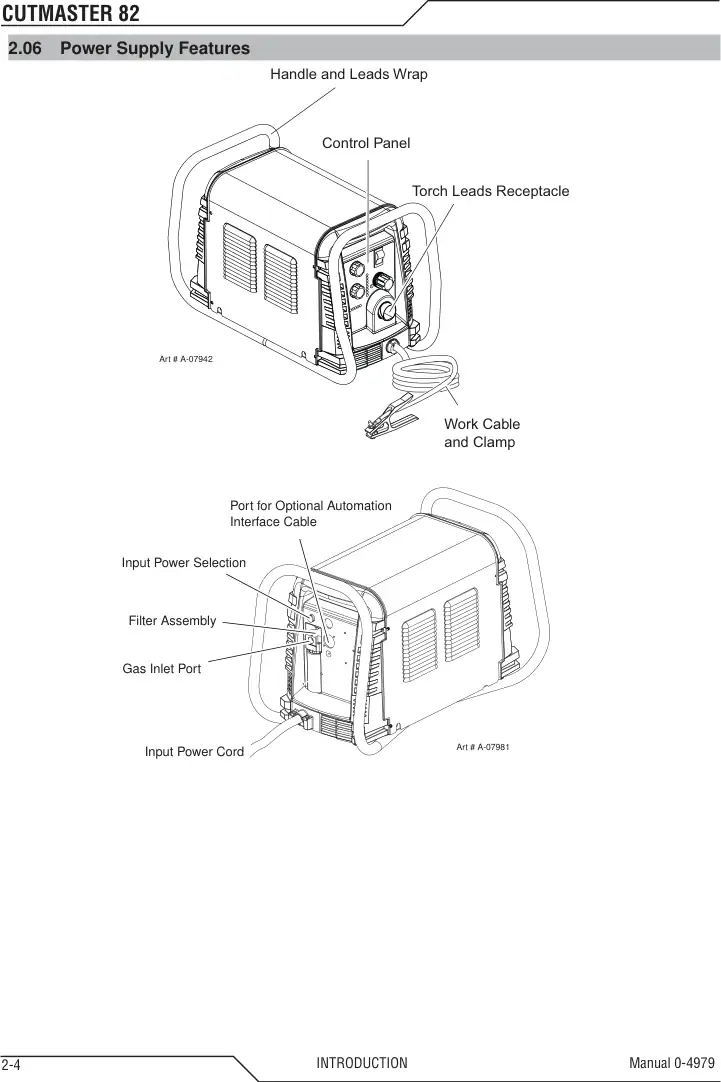 CUTMASTER 82
2.06 Power Supply Features
Handle and Leads Wrap
Control Panel
Torch Leads Receptacle
Art # A-07942
Work Cable
and Clamp
Port for Optional Automation
Interface Cable
Input Power Selection
Filter Assembly
Gas Inlet Port
Input Power Cord
Art # A-07981
2-4 INTRODUCTION Manual 0-4979